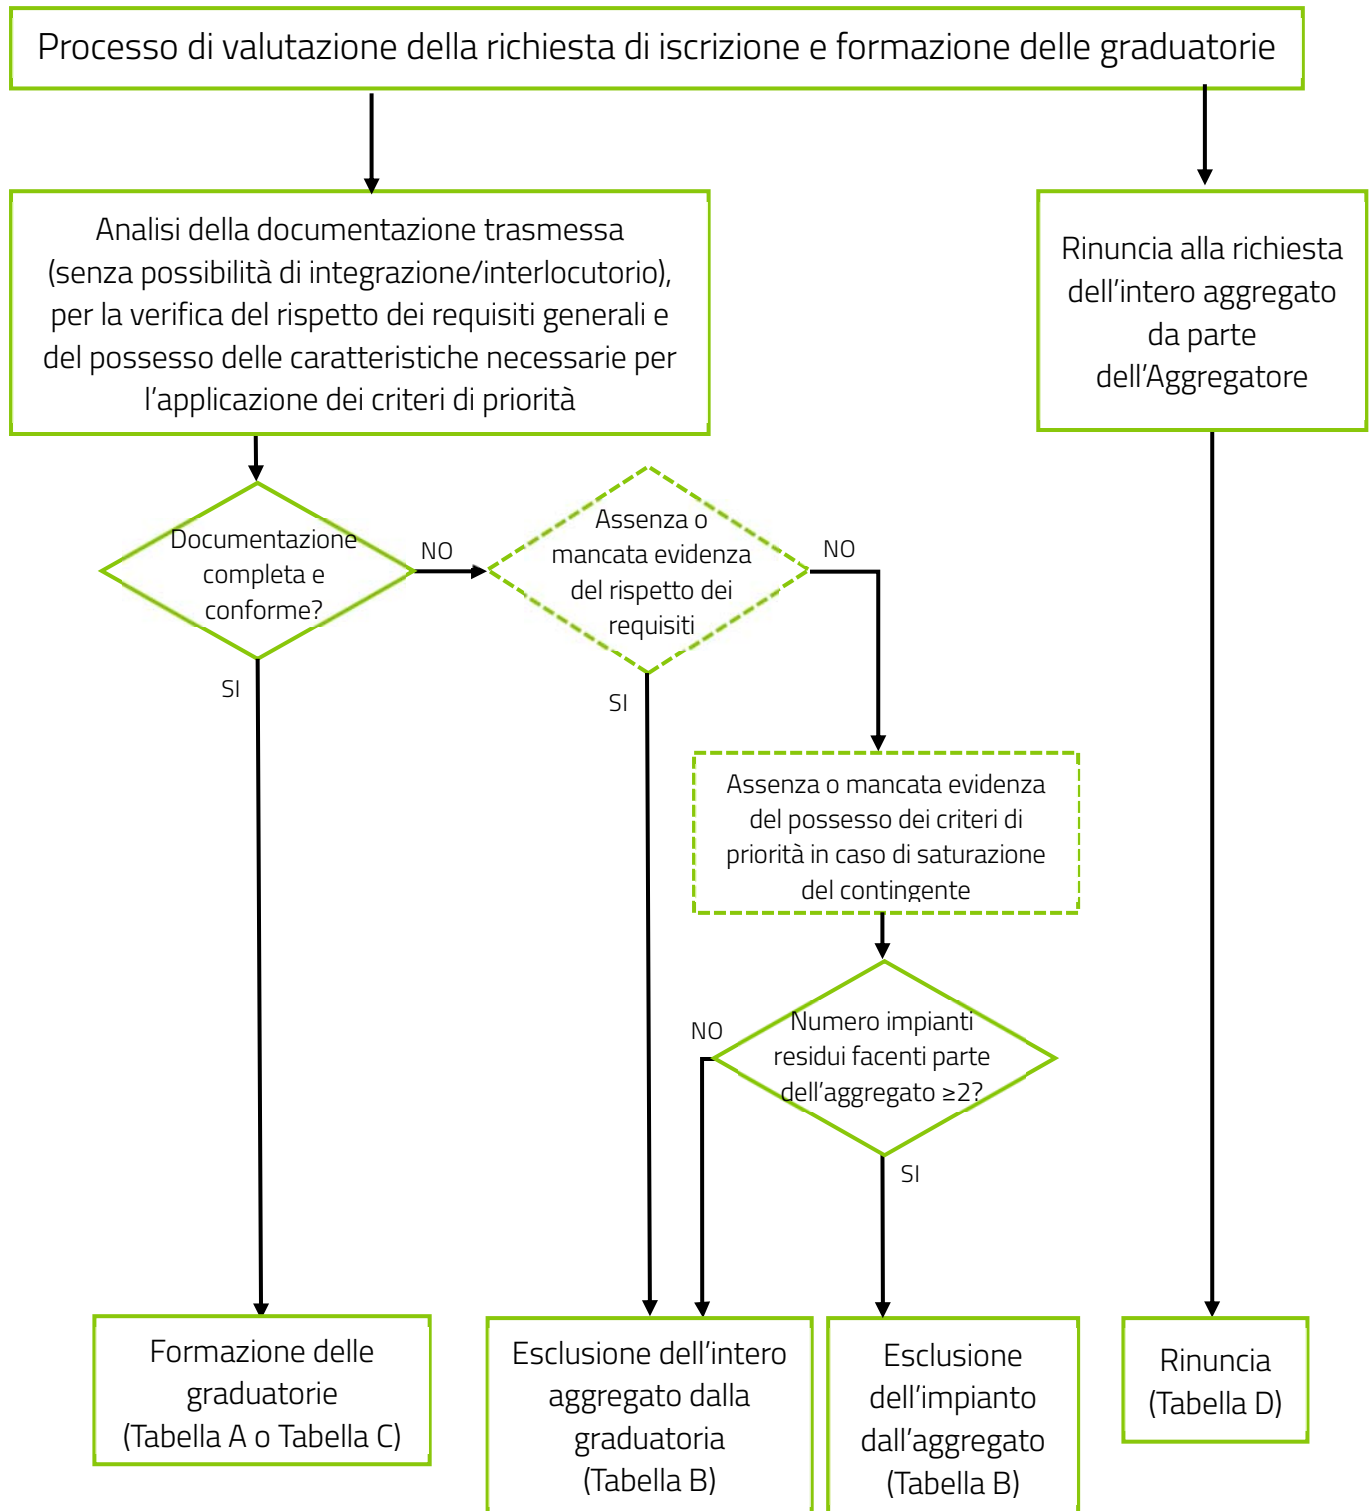 Processo di valutazione della richiesta di iscrizione e formazione delle graduatorie
Analisi della documentazione trasmessa
(senza possibilità di integrazione/interlocutorio),
per la verifica del rispetto dei requisiti generali e
del possesso delle caratteristiche necessarie per
l’applicazione dei criteri di priorità
Rinuncia alla richiesta
dell’intero aggregato
da parte
dell’Aggregatore
Documentazione
completa e
conforme?
NO
Assenza o
mancata evidenza
del rispetto dei
requisiti
NO
SI
SI
Assenza o mancata evidenza
del possesso dei criteri di
priorità in caso di saturazione
del contingente
NO
Numero impianti
residui facenti parte
dell’aggregato ≥2?
SI
Formazione delle
graduatorie
(Tabella A o Tabella C)
Esclusione dell’intero
aggregato dalla
graduatoria
(Tabella B)
Esclusione
dell’impianto
dall’aggregato
(Tabella B)
Rinuncia
(Tabella D)